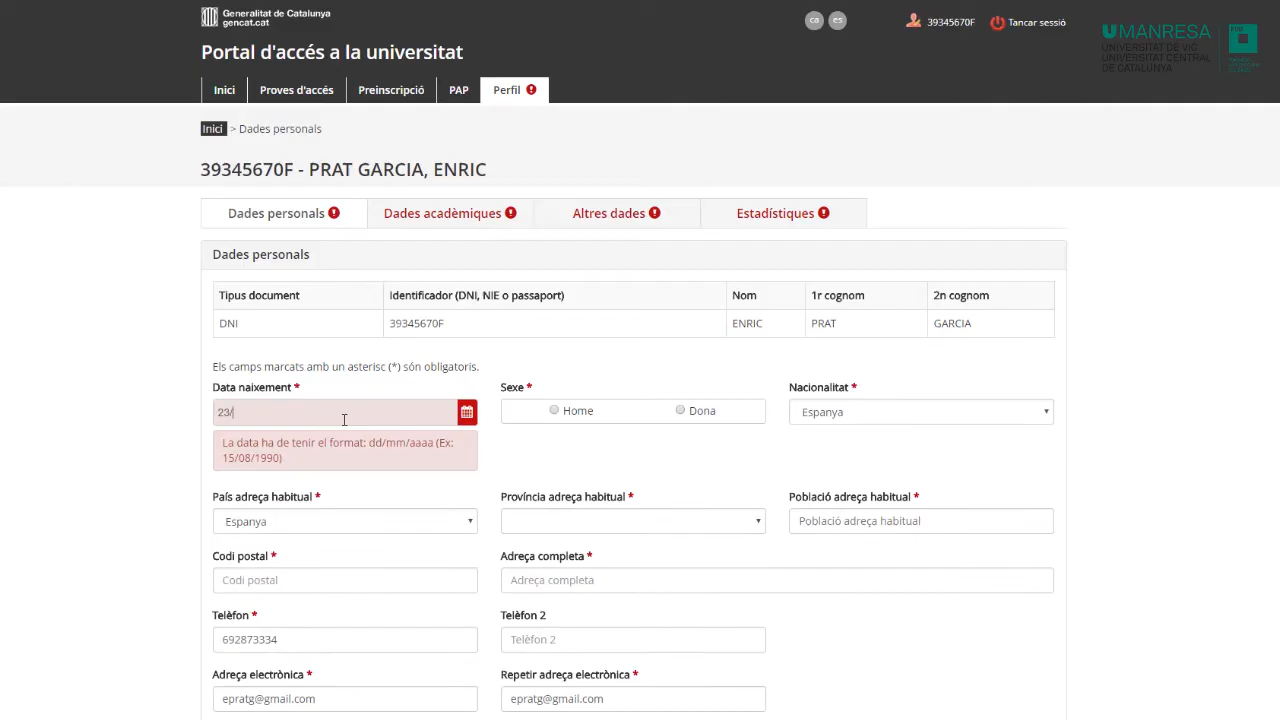 Generalitat de Catalunya
gencat.cat
ca es
39345670F
Tancar sessió
UMANRESA
UNIVERSITAT DE VIC
UNIVERSITAT CENTRAL
DE CATALUNYA
Portal d'accés a la universitat
Inici Proves d'accés Preinscripció PAP Perfil
Inici > Dades personals
39345670F - PRAT GARCIA, ENRIC
Dades personals Dades acadèmiques Altres dades Estadístiques
Dades personals
Tipus document Identificador (DNI, NIE o passaport) Nom 1r cognom 2n cognom
DNI 39345670F ENRIC PRAT GARCIA
Els camps marcats amb un asterisc (*) són obligatoris.
Data naixement * Sexe * Nacionalitat *
23/ Home Dona Espanya
La data ha de tenir el format: dd/mm/aaaa (Ex:
15/08/1990)
País adreça habitual * Província adreça habitual * Població adreça habitual *
Espanya Població adreça habitual
Codi postal * Adreça completa *
Codi postal Adreça completa
Telèfon * Telèfon 2
692873334 Telèfon 2
Adreça electrònica * Repetir adreça electrònica *
epratg@gmail.com epratg@gmail.com